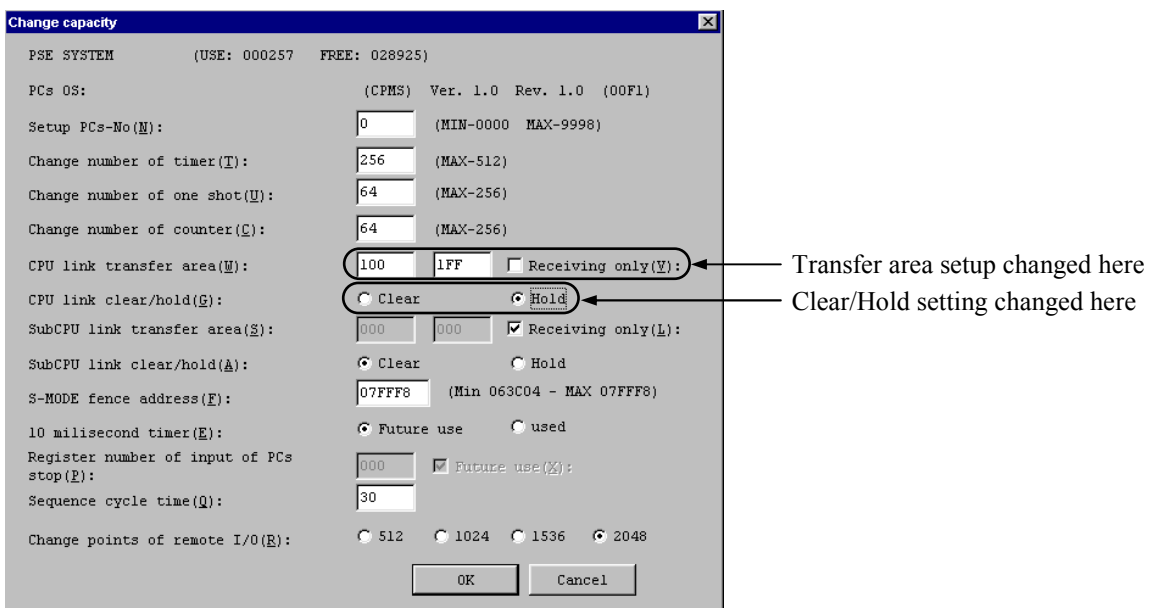 Change capacity
PSE SYSTEM (USE: 000257 FREE: 028925)
PCs OS: (CPMS) Ver. 1.0 Rev. 1.0 (00F1)
Setup PCs-No(N): 0 (MIN-0000 MAX-9998)
Change number of timer(T): 256 (MAX-512)
Change number of one shot(U): 64 (MAX-256)
Change number of counter(C): 64 (MAX-256)
CPU link transfer area(W): 100 1FF Receiving only(V): Transfer area setup changed here
CPU link clear/hold(G): Clear Hold Clear/Hold setting changed here
SubCPU link transfer area(S): 000 000 Receiving only(L):
SubCPU link clear/hold(A): Clear Hold
S-MODE fence address(F): 07FFF8 (Min 063C04 - MAX 07FFF8)
10 milisecond timer(E): Future use used
Register number of input of PCs
stop(P): 000 Future use(X):
Sequence cycle time(Q): 30
Change points of remote I/O(R): 512 1024 1536 2048
OK Cancel